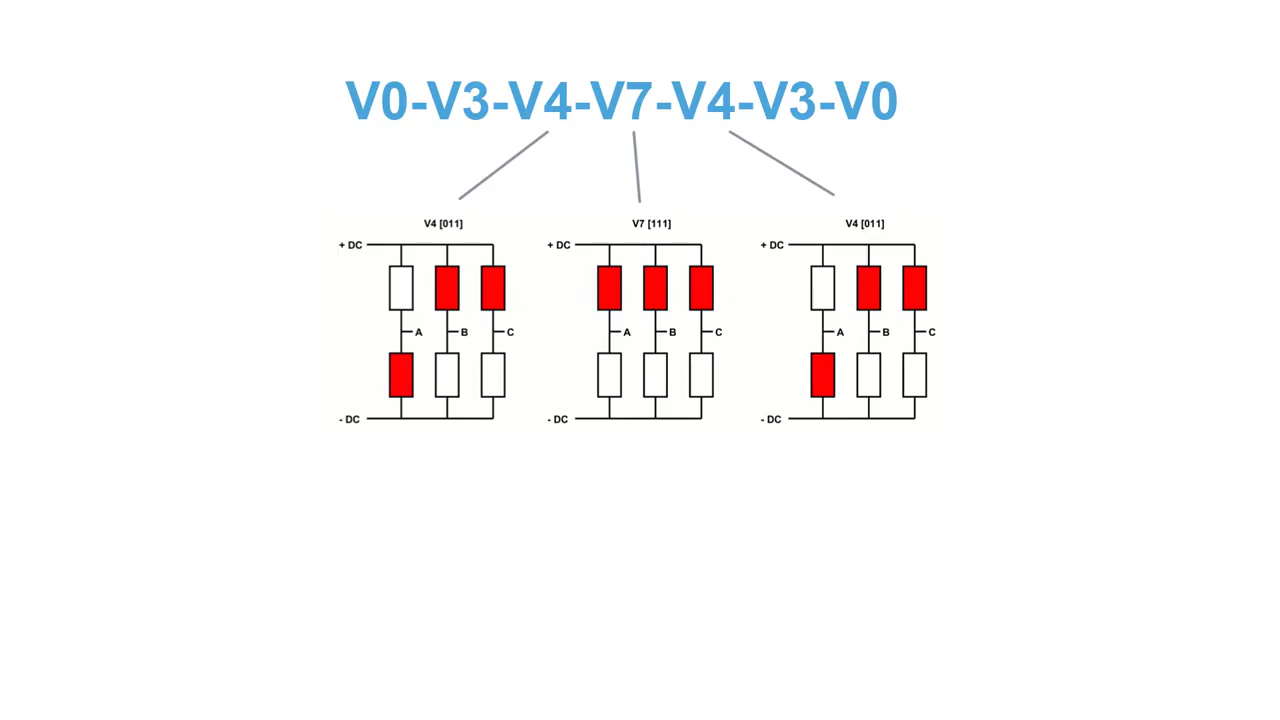 V0-V3-V4-V7-V4-V3-V0
V4 [011] V7 [111] V4 [011]
+ DC + DC + DC
A B C A B C A B C
- DC - DC - DC